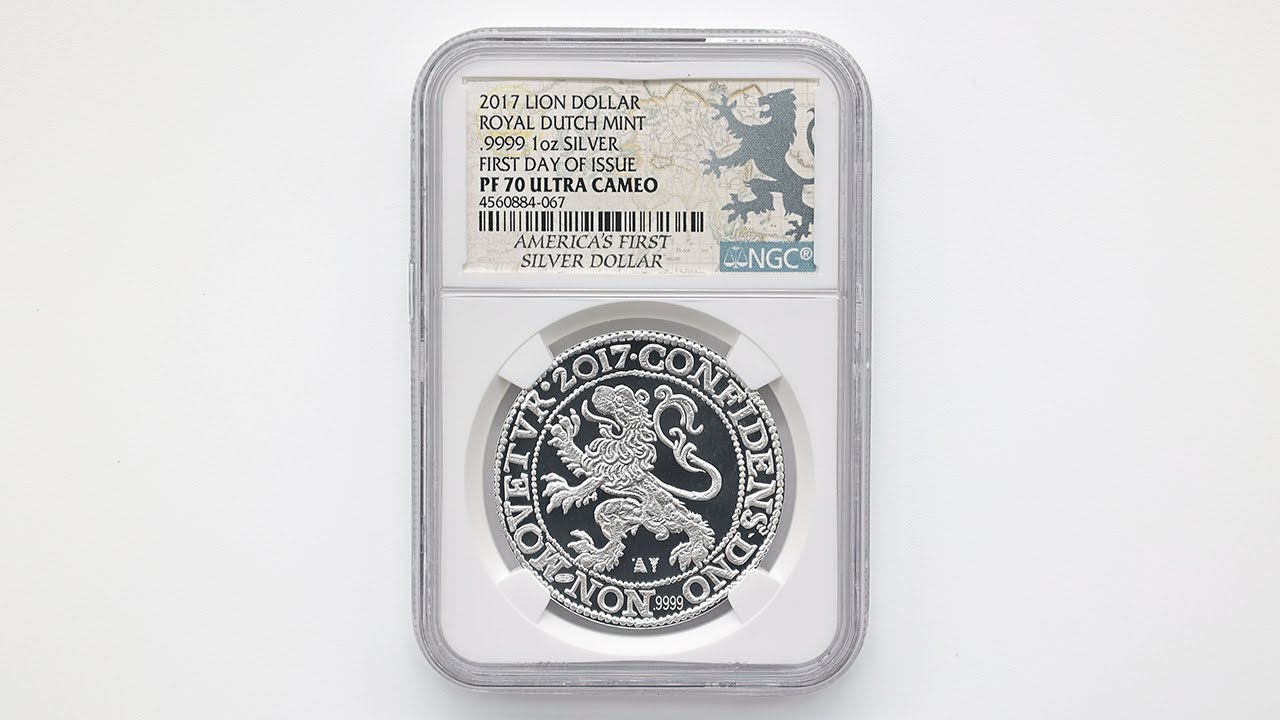 2017 LION DOLLAR
ROYAL DUTCH MINT
.9999 1oz SILVER
FIRST DAY OF ISSUE
PF 70 ULTRA CAMEO
4560884-067
AMERICA'S FIRST
SILVER DOLLAR
NGC®
2017·CONFIDENS·DNO·NON·MOVETVR·
.9999